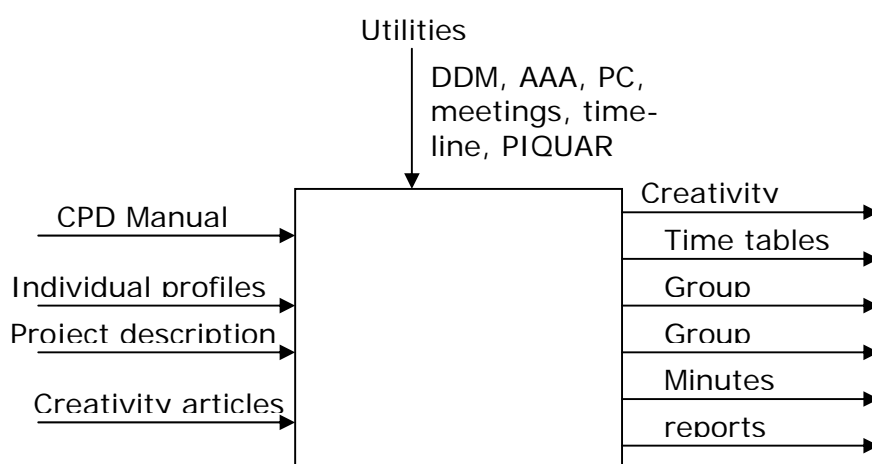 Utilities
DDM, AAA, PC,
meetings, time-
line, PIQUAR
CPD Manual
Individual profiles
Project description
Creativity articles
Creativity
Time tables
Group
Group
Minutes
reports